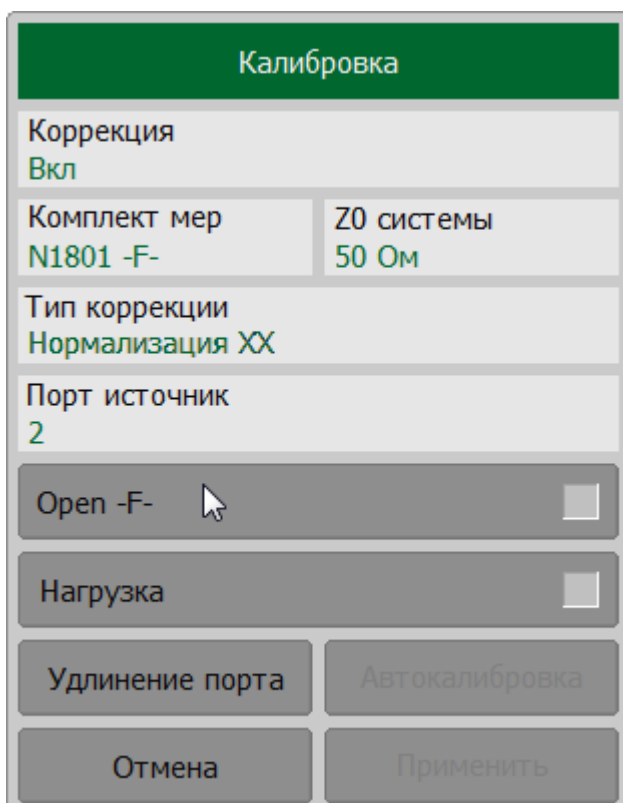 Калибровка
Коррекция
Вкл
Комплект мер
N1801 -F-
Z0 системы
50 Ом
Тип коррекции
Нормализация ХХ
Порт источник
2
Open -F-
Нагрузка
Удлинение порта
Автокалибровка
Отмена
Применить